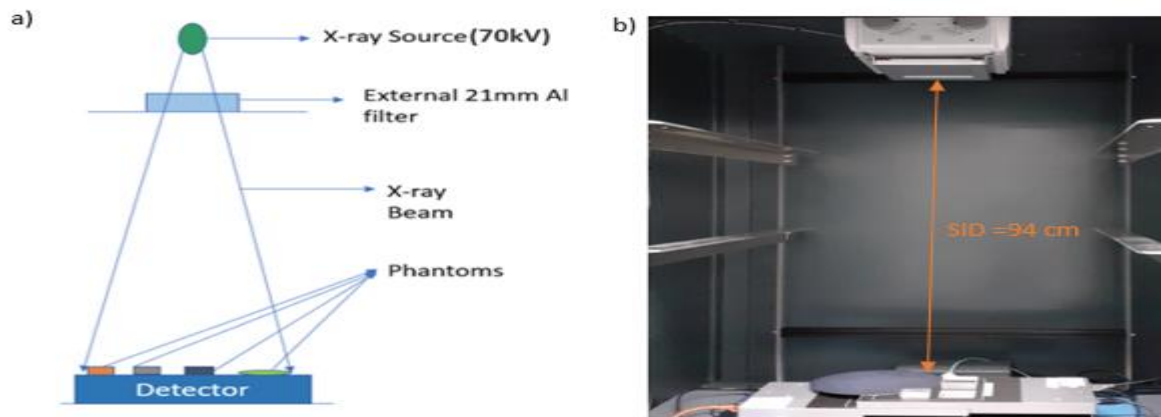 a)
X-ray Source(70kV)
External 21mm Al
filter
X-ray
Beam
Phantoms
Detector
b)
SID =94 cm